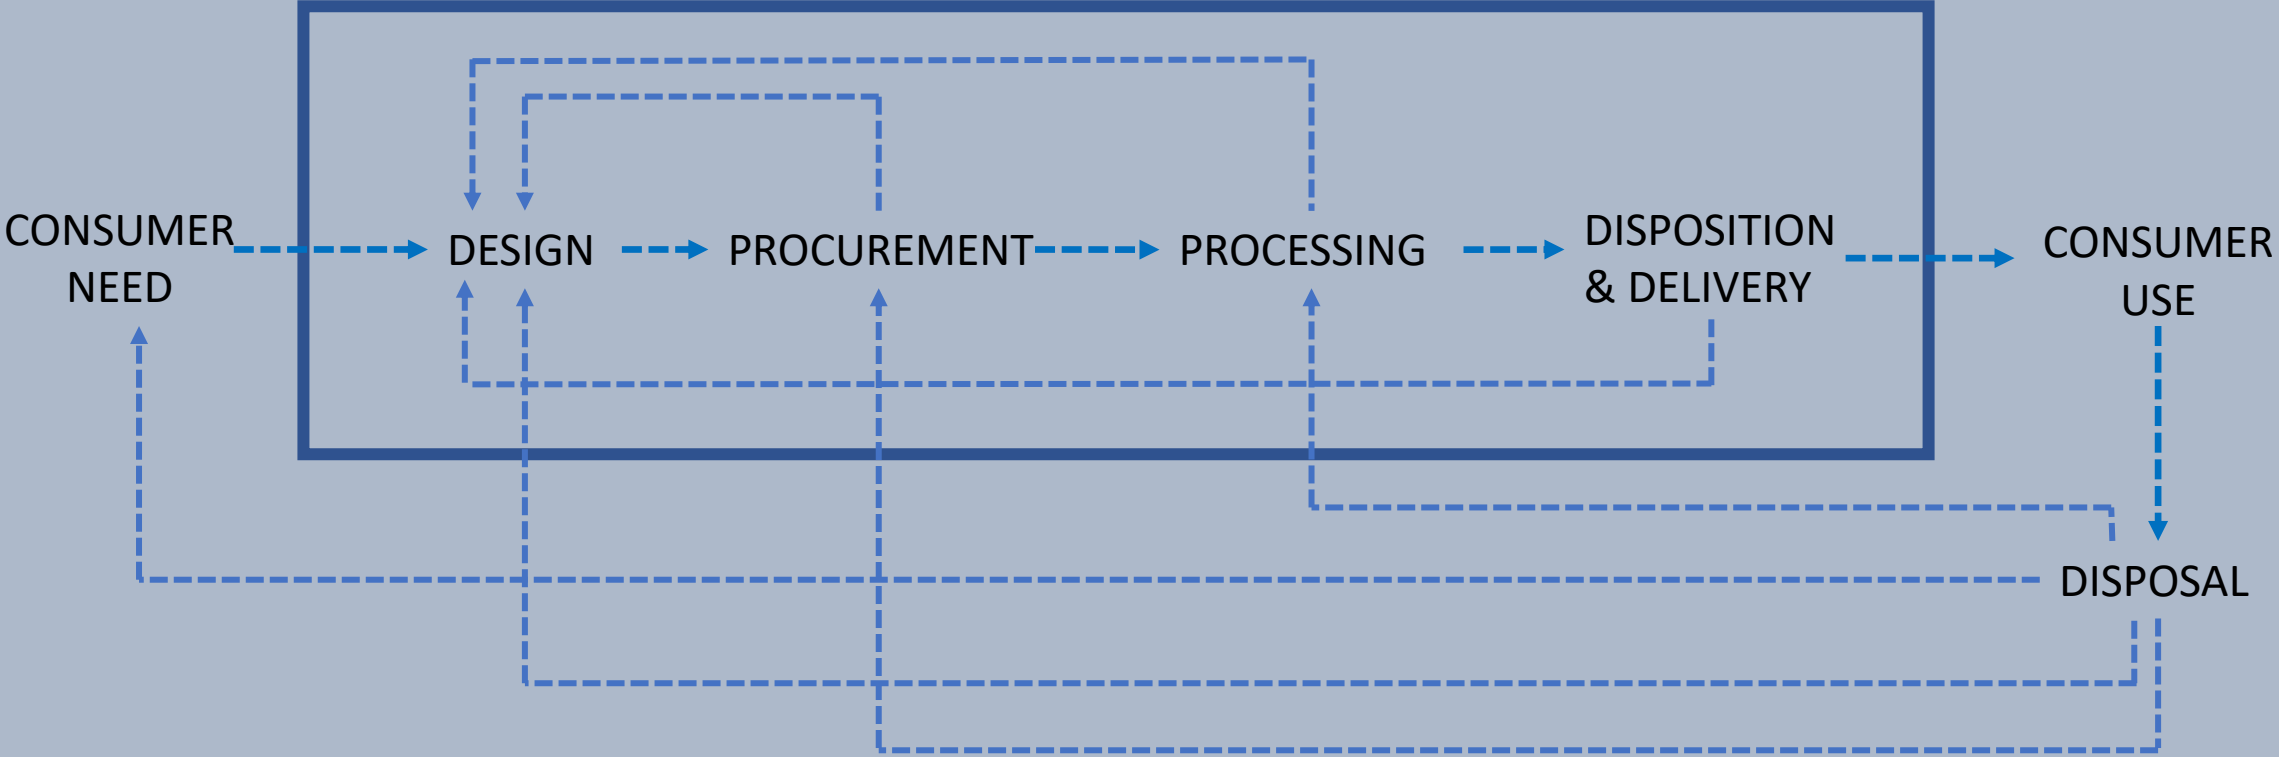 CONSUMER
NEED
DESIGN
PROCUREMENT
PROCESSING
DISPOSITION
& DELIVERY
CONSUMER
USE
DISPOSAL